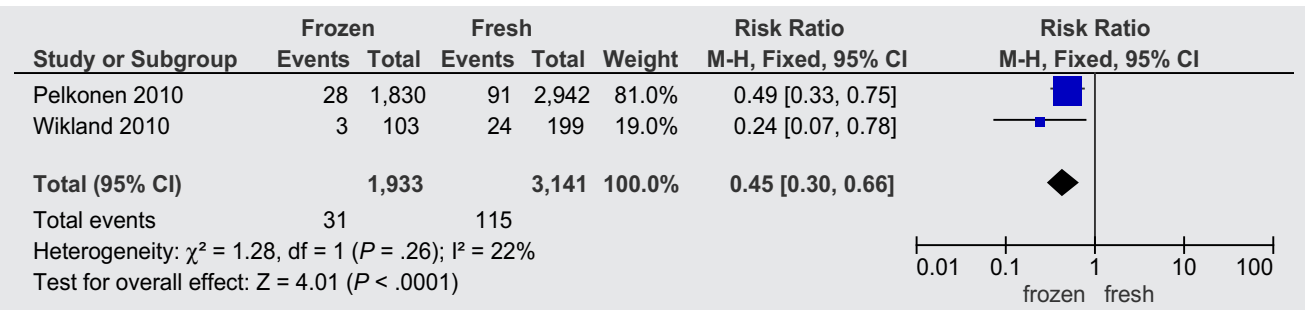 Frozen Fresh Risk Ratio Risk Ratio
Study or Subgroup Events Total Events Total Weight M-H, Fixed, 95% CI M-H, Fixed, 95% CI
Pelkonen 2010 28 1,830 91 2,942 81.0% 0.49 [0.33, 0.75]
Wikland 2010 3 103 24 199 19.0% 0.24 [0.07, 0.78]
Total (95% CI) 1,933 3,141 100.0% 0.45 [0.30, 0.66]
Total events 31 115
Heterogeneity: χ² = 1.28, df = 1 (P = .26); I² = 22%
Test for overall effect: Z = 4.01 (P < .0001)
0.01 0.1 1 10 100
frozen fresh